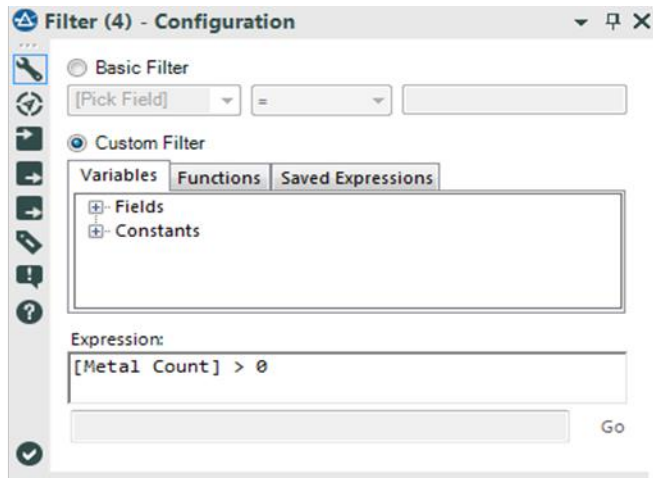 Filter (4) - Configuration
Basic Filter
[Pick Field] =
Custom Filter
Variables Functions Saved Expressions
Fields
Constants
Expression:
[Metal Count] > 0
Go